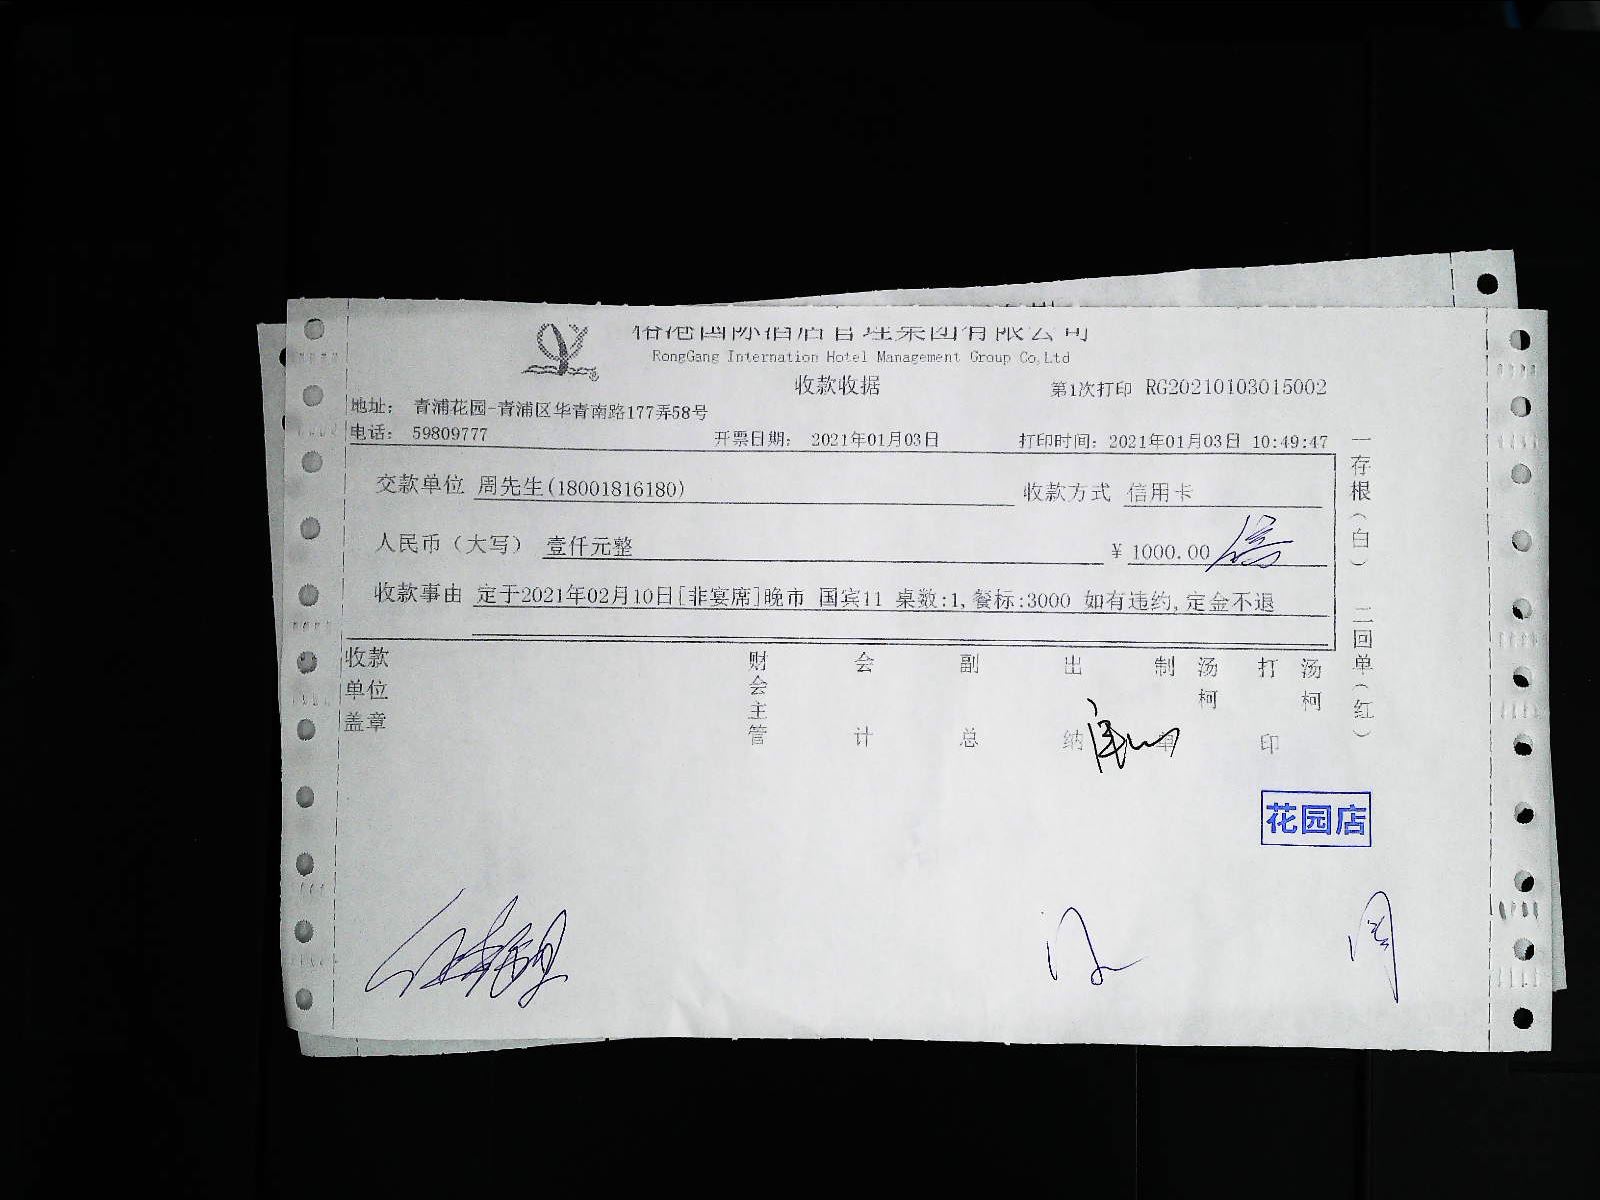 国际酒店管理集团有限公司
RongGang Internation Hotel Management Group Co,Ltd
收款收据
第1次打印 RG20210103015002
地址： 青浦花园-青浦区华青南路177弄58号
电话： 59809777
开票日期： 2021年01月03日
打印时间：2021年01月03日 10:49:47
交款单位 周先生(18001816180)
收款方式 信用卡
人民币（大写） 壹仟元整
￥ 1000.00
收款事由 定于2021年02月10日[非宴席]晚市 国宾11 桌数:1,餐标:3000 如有违约,定金不退
一存根（白） 二回单（红）
收款单位盖章
财会主管
会计
副总
出纳
制单
汤柯
打印
汤柯
花园店